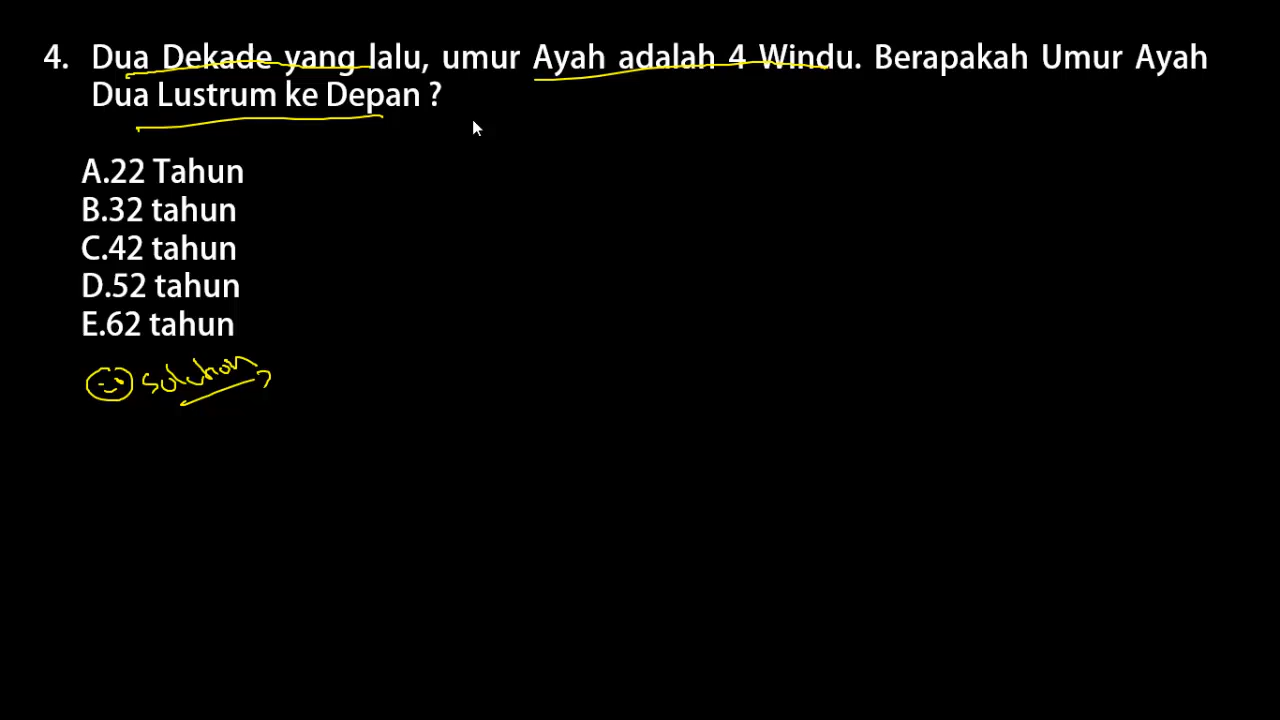 4. Dua Dekade yang lalu, umur Ayah adalah 4 Windu. Berapakah Umur Ayah
Dua Lustrum ke Depan ?
A.22 Tahun
B.32 tahun
C.42 tahun
D.52 tahun
E.62 tahun
solution